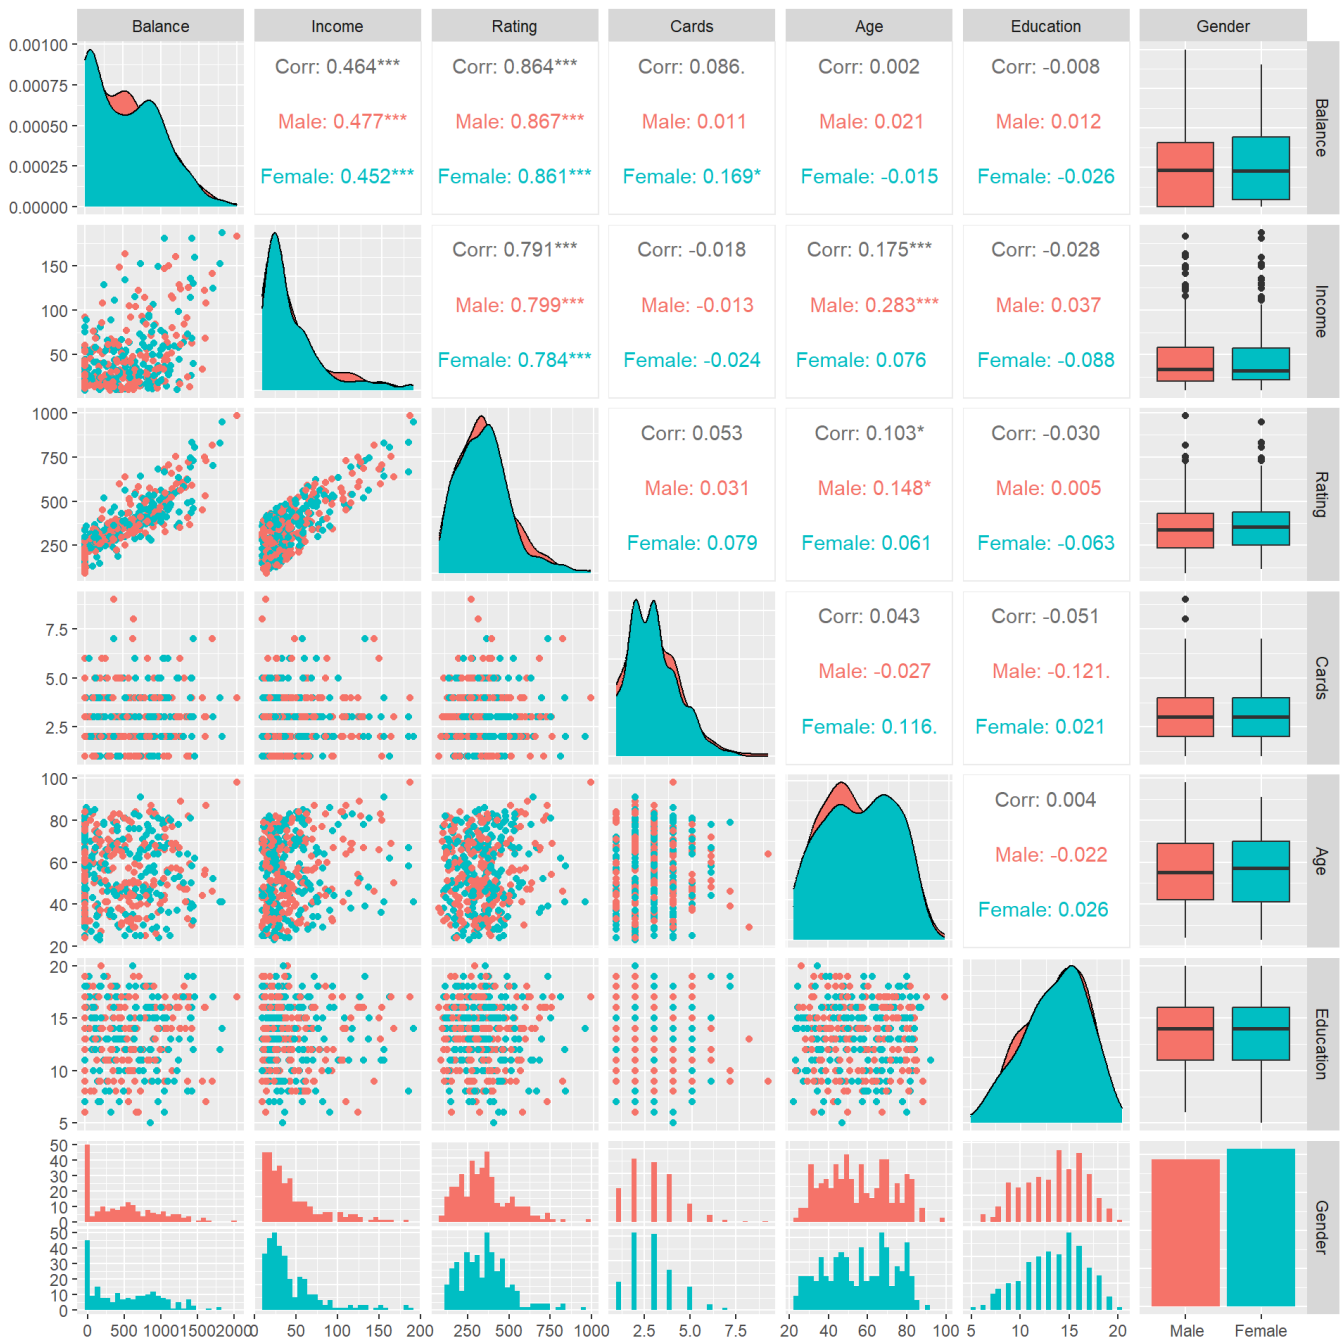 Balance Income Rating Cards Age Education Gender
0.00100
0.00075
0.00050
0.00025
0.00000
Corr: 0.464*** Corr: 0.864*** Corr: 0.086. Corr: 0.002 Corr: -0.008
Male: 0.477*** Male: 0.867*** Male: 0.011 Male: 0.021 Male: 0.012
Female: 0.452*** Female: 0.861*** Female: 0.169* Female: -0.015 Female: -0.026
Balance
150
100
50
Corr: 0.791*** Corr: -0.018 Corr: 0.175*** Corr: -0.028
Male: 0.799*** Male: -0.013 Male: 0.283*** Male: 0.037
Female: 0.784*** Female: -0.024 Female: 0.076 Female: -0.088
Income
1000
750
500
250
Corr: 0.053 Corr: 0.103* Corr: -0.030
Male: 0.031 Male: 0.148* Male: 0.005
Female: 0.079 Female: 0.061 Female: -0.063
Rating
7.5
5.0
2.5
Corr: 0.043 Corr: -0.051
Male: -0.027 Male: -0.121.
Female: 0.116. Female: 0.021
Cards
100
80
60
40
20
Corr: 0.004
Male: -0.022
Female: 0.026
Age
20
15
10
5
Education
50
40
30
20
10
0
50
40
30
20
10
0
Gender
0 500 1000 1500 2000 0 50 100 150 200 250 500 750 1000 2.5 5.0 7.5 20 40 60 80 100 5 10 15 20 Male Female